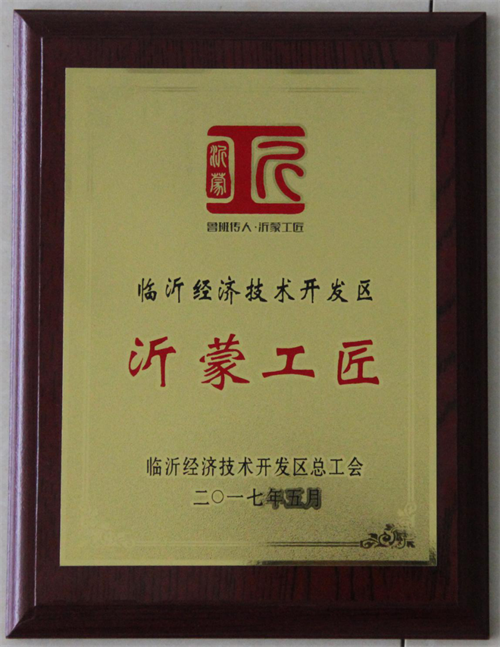 沂蒙
工匠
鲁班传人·沂蒙工匠
临沂经济技术开发区
沂蒙工匠
临沂经济技术开发区总工会
二〇一七年五月